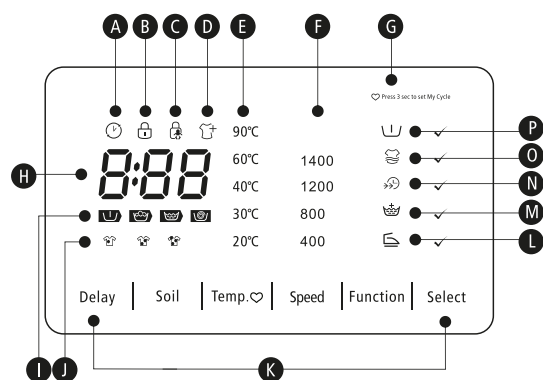 A B C D E F G
♡ Press 3 sec to set My Cycle
90℃
P
H 8:88 60℃ 1400 O
40℃ 1200 N
I 30℃ 800 M
J 20℃ 400 L
Delay Soil Temp.♡ Speed Function Select
K